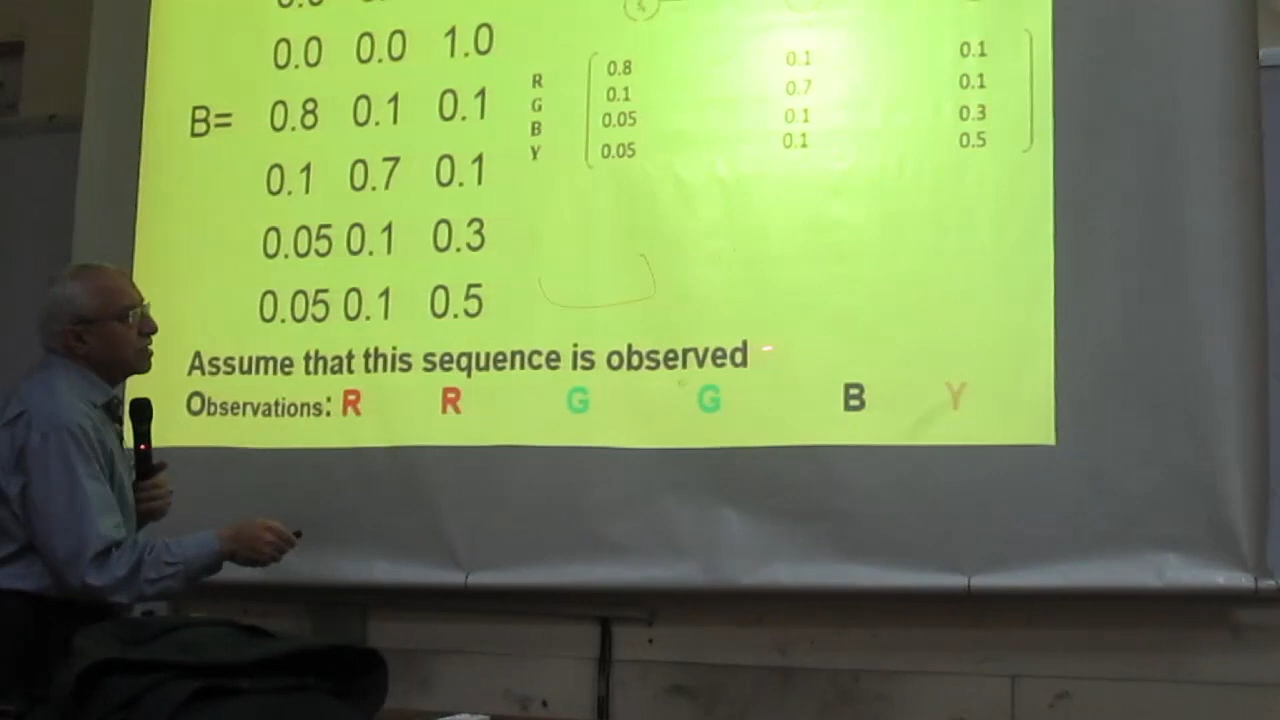 0.0 0.0 1.0
B= 0.8 0.1 0.1
0.1 0.7 0.1
0.05 0.1 0.3
0.05 0.1 0.5
R 0.8 0.1 0.1
G 0.1 0.7 0.1
B 0.05 0.1 0.3
Y 0.05 0.1 0.5
Assume that this sequence is observed
Observations: R R G G B Y